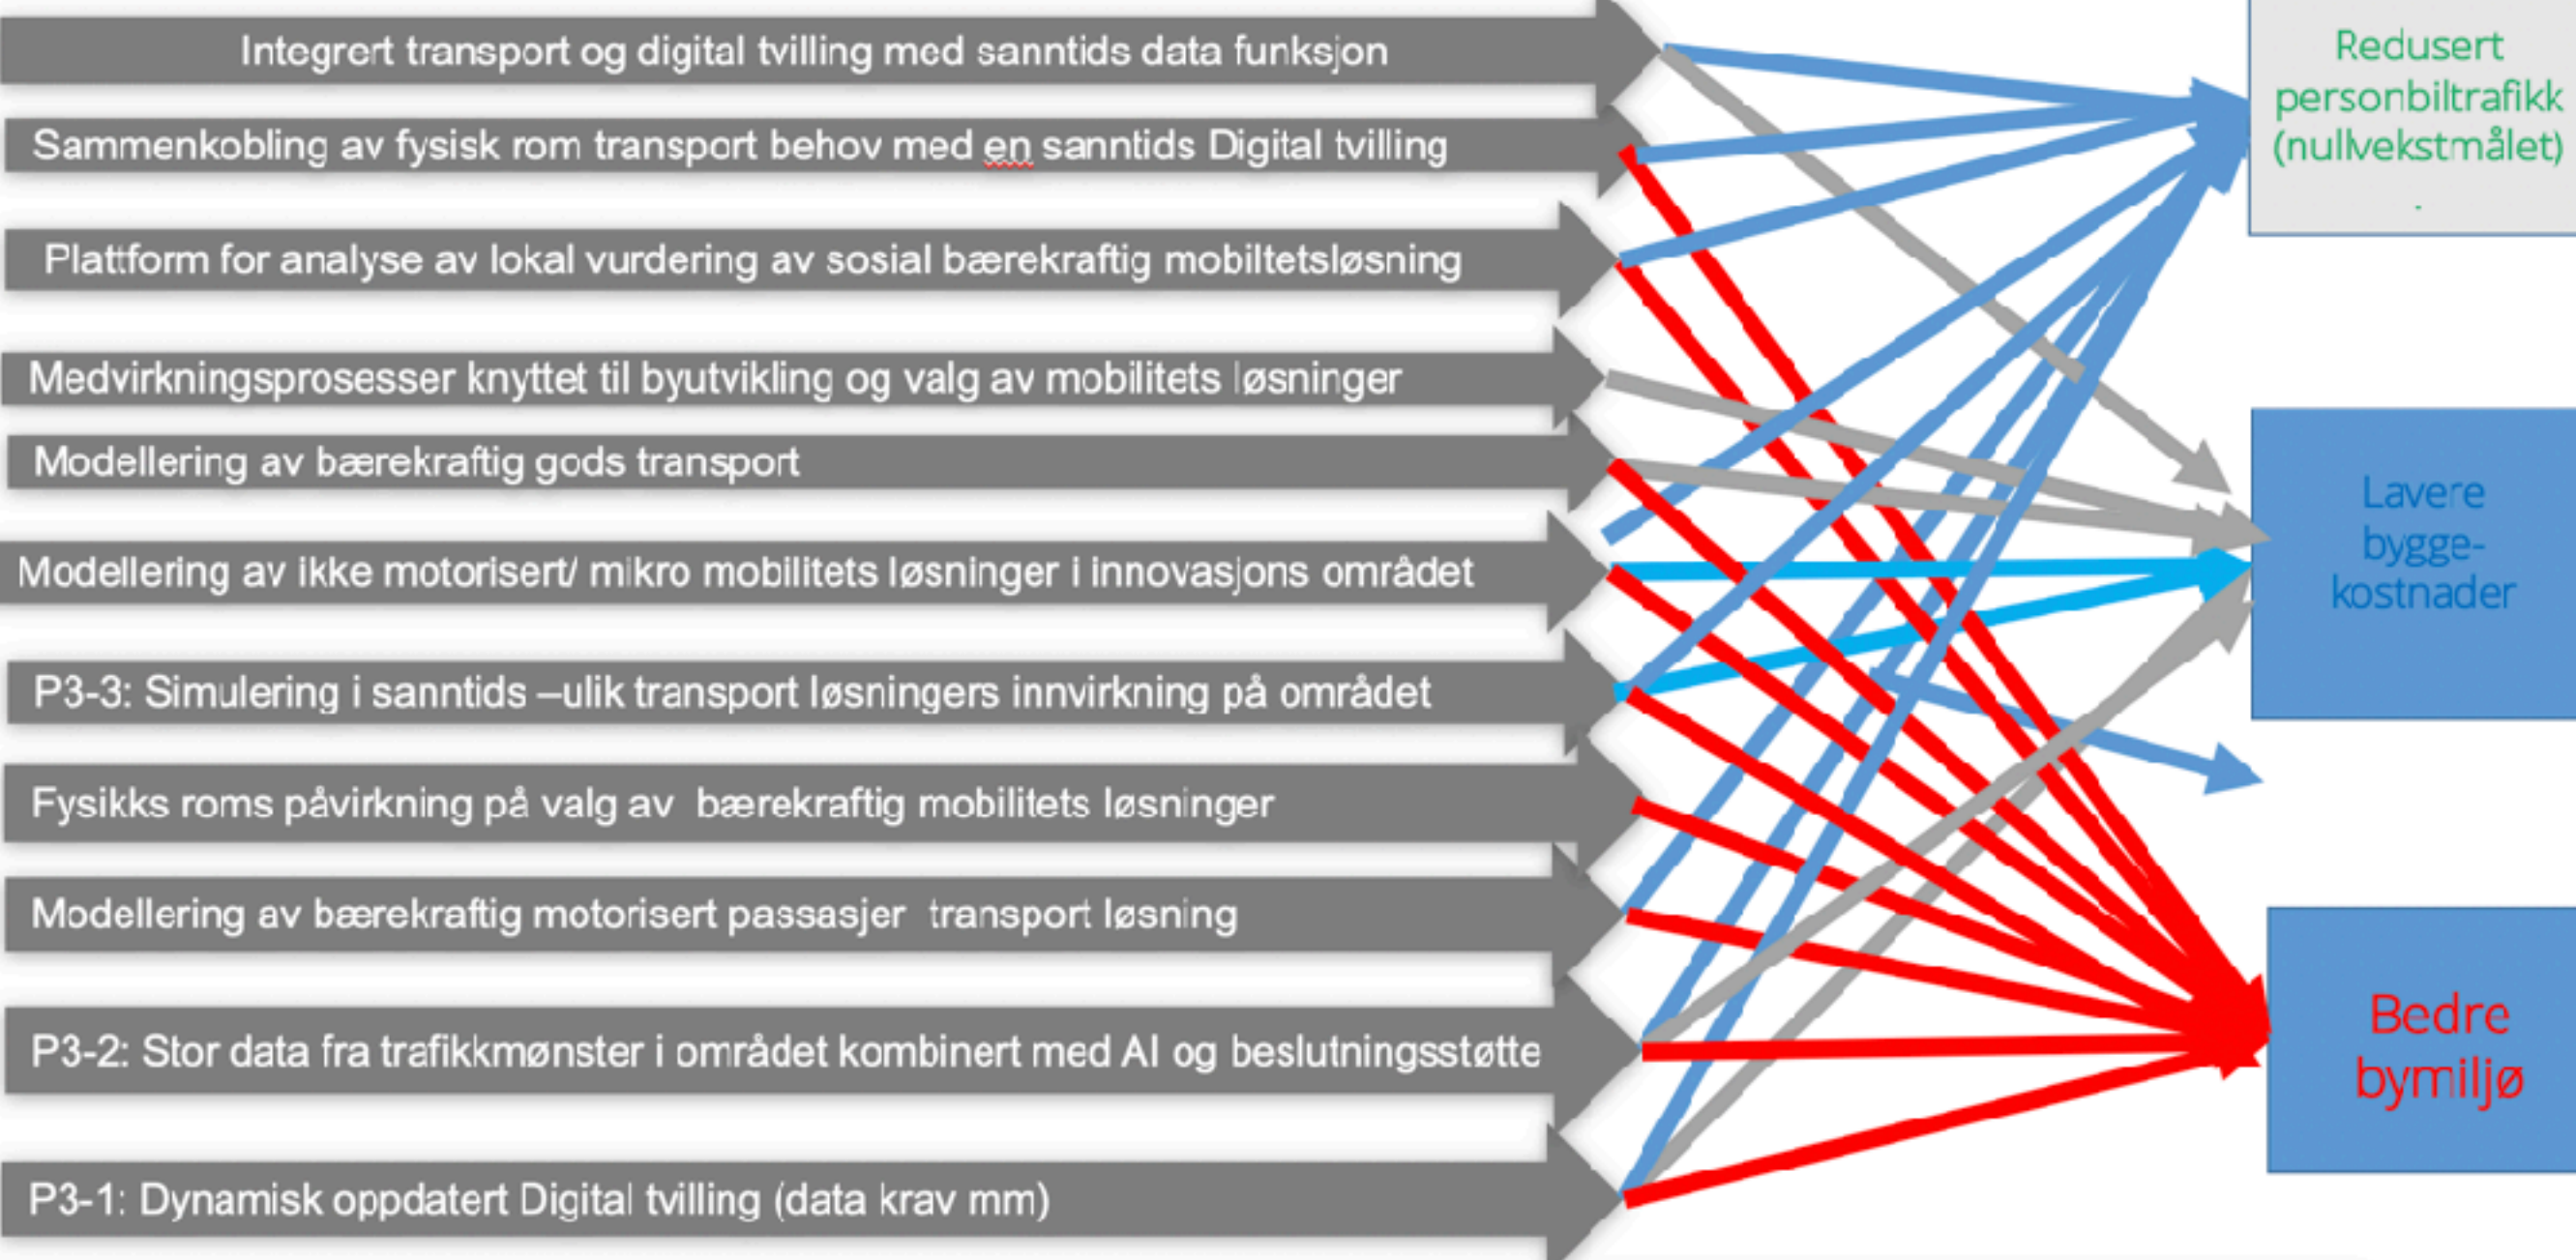 Integrert transport og digital tvilling med sanntids data funksjon
Sammenkobling av fysisk rom transport behov med en sanntids Digital tvilling
Plattform for analyse av lokal vurdering av sosial bærekraftig mobiltetsløsning
Medvirkningsprosesser knyttet til byutvikling og valg av mobilitets løsninger
Modellering av bærekraftig gods transport
Modellering av ikke motorisert/ mikro mobilitets løsninger i innovasjons området
P3-3: Simulering i sanntids –ulik transport løsningers innvirkning på området
Fysikks roms påvirkning på valg av  bærekraftig mobilitets løsninger
Modellering av bærekraftig motorisert passasjer  transport løsning
P3-2: Stor data fra trafikkmønster i området kombinert med AI og beslutningsstøtte
P3-1: Dynamisk oppdatert Digital tvilling (data krav mm)
Redusert
personbiltrafikk
(nullvekstmålet)
.
Lavere
bygge-
kostnader
Bedre
bymiljø